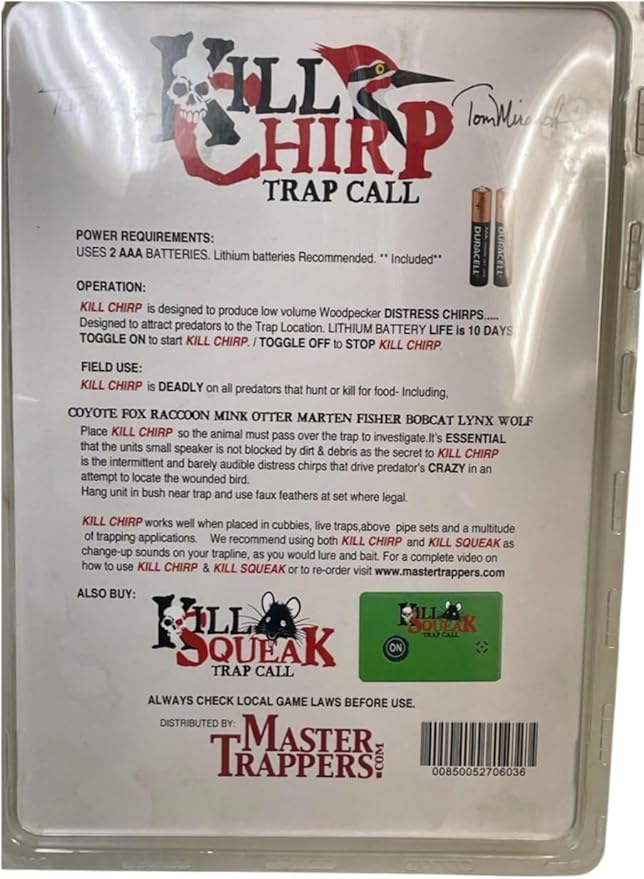 KILL
CHIRP
TRAP CALL
DURACELL
DURACELL
POWER REQUIREMENTS:
USES 2 AAA BATTERIES. Lithium batteries Recommended. ** Included**
OPERATION:
KILL CHIRP is designed to produce low volume Woodpecker DISTRESS CHIRPS.....
Designed to attract predators to the Trap Location. LITHIUM BATTERY LIFE is 10 DAYS
TOGGLE ON to start KILL CHIRP. / TOGGLE OFF to STOP KILL CHIRP.
FIELD USE:
KILL CHIRP is DEADLY on all predators that hunt or kill for food- Including,
COYOTE FOX RACCOON MINK OTTER MARTEN FISHER BOBCAT LYNX WOLF
Place KILL CHIRP so the animal must pass over the trap to investigate.It's ESSENTIAL
that the units small speaker is not blocked by dirt & debris as the secret to KILL CHIRP
is the intermittent and barely audible distress chirps that drive predator's CRAZY in an
attempt to locate the wounded bird.
Hang unit in bush near trap and use faux feathers at set where legal.
KILL CHIRP works well when placed in cubbies, live traps,above pipe sets and a multitude
of trapping applications. We recommend using both KILL CHIRP and KILL SQUEAK as
change-up sounds on your trapline, as you would lure and bait. For a complete video on
how to use KILL CHIRP & KILL SQUEAK or to re-order visit www.mastertrappers.com
ALSO BUY:
KILL
SQUEAK
TRAP CALL
KILL
SQUEAK
TRAP CALL
ON
ALWAYS CHECK LOCAL GAME LAWS BEFORE USE.
DISTRIBUTED BY:
MASTER
TRAPPERS.COM
00850052706036